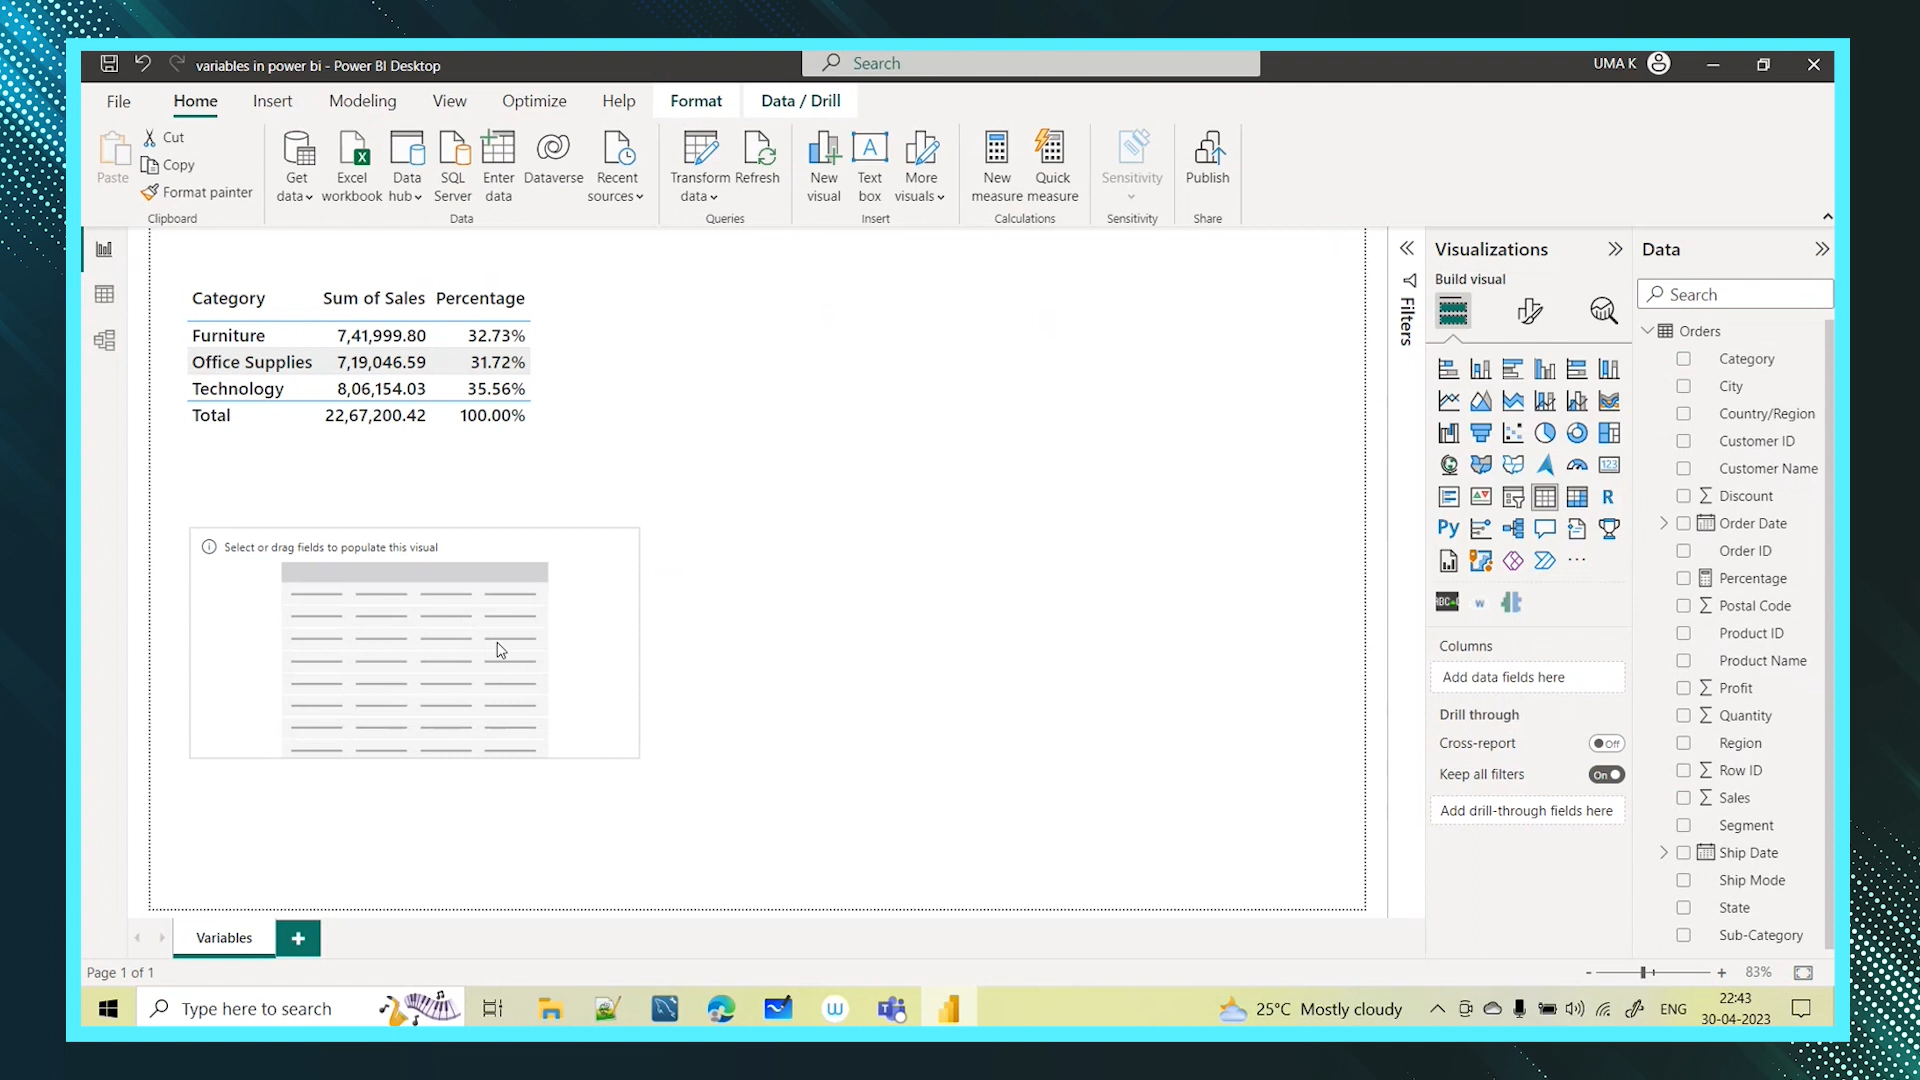 variables in power bi - Power BI Desktop
Search
UMA K
File
Home
Insert
Modeling
View
Optimize
Help
Format
Data / Drill
Paste
Cut
Copy
Format painter
Clipboard
Get data
Excel workbook
Data hub
SQL Server
Enter data
Dataverse
Recent sources
Data
Transform data
Refresh
Queries
New visual
A
Text box
More visuals
Insert
New measure
Quick measure
Calculations
Sensitivity
Sensitivity
Publish
Share
Category Sum of Sales Percentage
Furniture 7,41,999.80 32.73%
Office Supplies 7,19,046.59 31.72%
Technology 8,06,154.03 35.56%
Total 22,67,200.42 100.00%
Select or drag fields to populate this visual
Filters
Visualizations
Build visual
123
R
Py
ABC
w
Columns
Add data fields here
Drill through
Cross-report
Off
Keep all filters
On
Add drill-through fields here
Data
Search
Orders
Category
City
Country/Region
Customer ID
Customer Name
Discount
Order Date
Order ID
Percentage
Postal Code
Product ID
Product Name
Profit
Quantity
Region
Row ID
Sales
Segment
Ship Date
Ship Mode
State
Sub-Category
Variables
Page 1 of 1
83%
Type here to search
25°C Mostly cloudy
ENG
22:43
30-04-2023